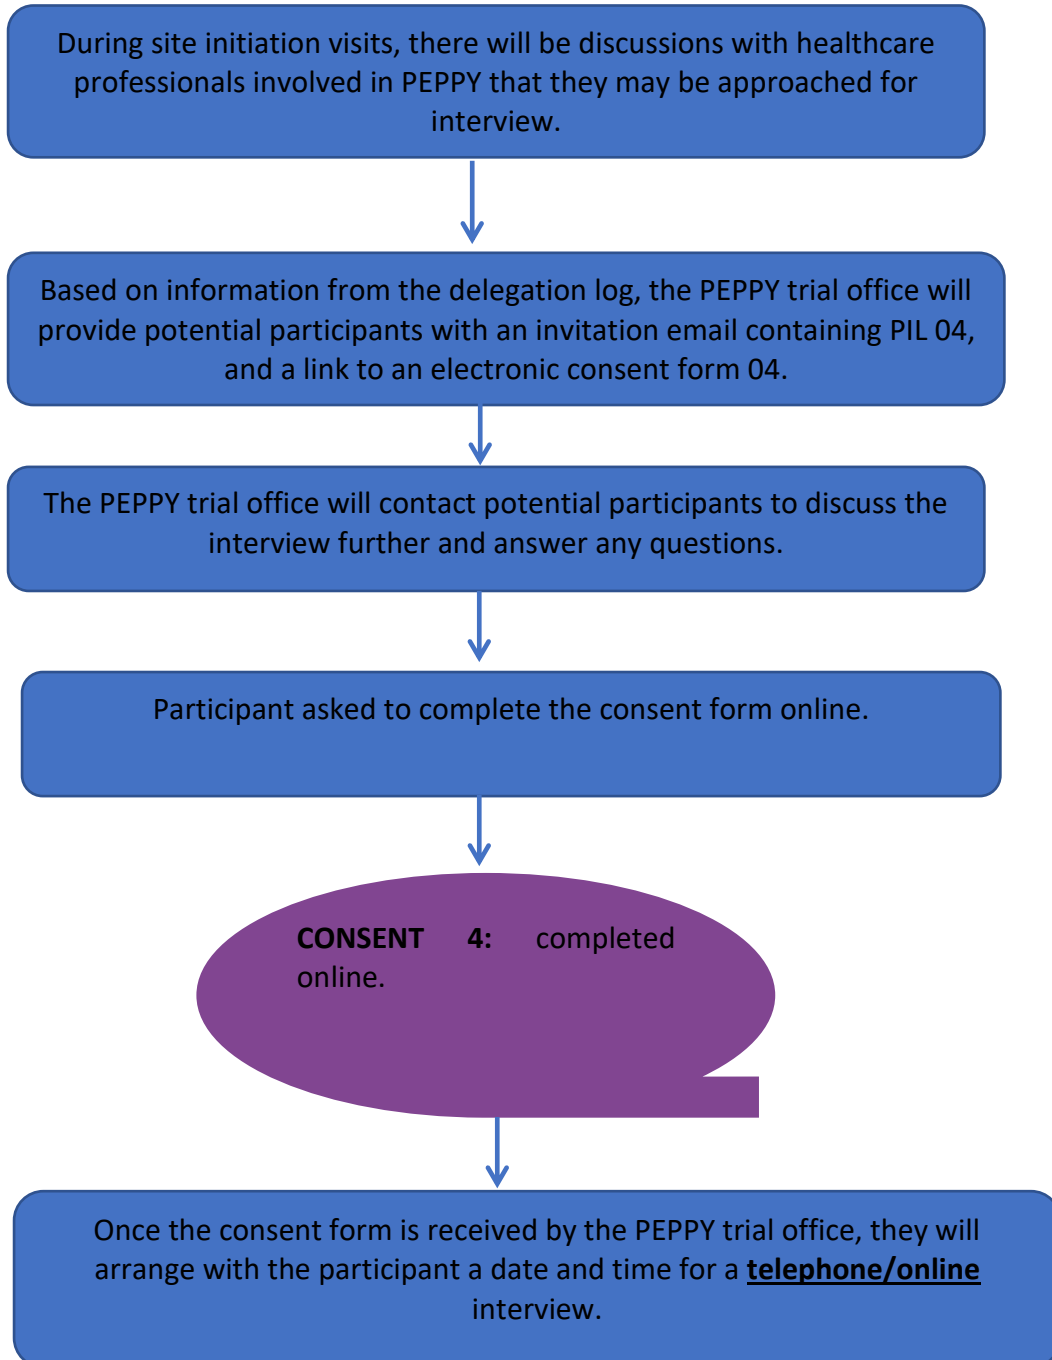 During site initiation visits, there will be discussions with healthcare
professionals involved in PEPPY that they may be approached for
interview.
Based on information from the delegation log, the PEPPY trial office will
provide potential participants with an invitation email containing PIL 04,
and a link to an electronic consent form 04.
The PEPPY trial office will contact potential participants to discuss the
interview further and answer any questions.
Participant asked to complete the consent form online.
CONSENT 4: completed
online.
Once the consent form is received by the PEPPY trial office, they will
arrange with the participant a date and time for a telephone/online
interview.